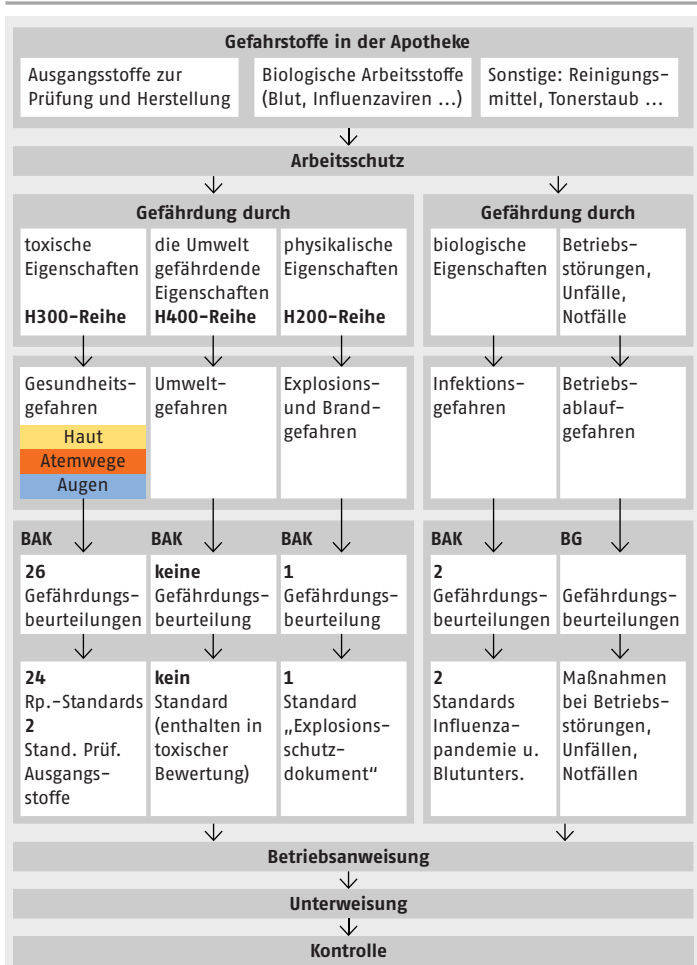 Gefahrstoffe in der Apotheke
Ausgangsstoffe zur
Prüfung und Herstellung
Biologische Arbeitsstoffe
(Blut, Influenzaviren ...)
Sonstige: Reinigungs-
mittel, Tonerstaub ...
Arbeitsschutz
Gefährdung durch
toxische
Eigenschaften
H300-Reihe
die Umwelt
gefährdende
Eigenschaften
H400-Reihe
physikalische
Eigenschaften
H200-Reihe
Gefährdung durch
biologische
Eigenschaften
Betriebs-
störungen,
Unfälle,
Notfälle
Gesundheits-
gefahren
Haut
Atemwege
Augen
Umwelt-
gefahren
Explosions-
und Brand-
gefahren
Infektions-
gefahren
Betriebs-
ablauf-
gefahren
BAK
26
Gefährdungs-
beurteilungen
BAK
keine
Gefährdungs-
beurteilung
BAK
1
Gefährdungs-
beurteilung
BAK
2
Gefährdungs-
beurteilungen
BG
Gefährdungs-
beurteilungen
24
Rp.-Standards
2
Stand. Prüf.
Ausgangs-
stoffe
kein
Standard
(enthalten in
toxischer
Bewertung)
1
Standard
„Explosions-
schutz-
dokument“
2
Standards
Influenza-
pandemie u.
Blutunters.
Maßnahmen
bei Betriebs-
störungen,
Unfällen,
Notfällen
Betriebsanweisung
Unterweisung
Kontrolle